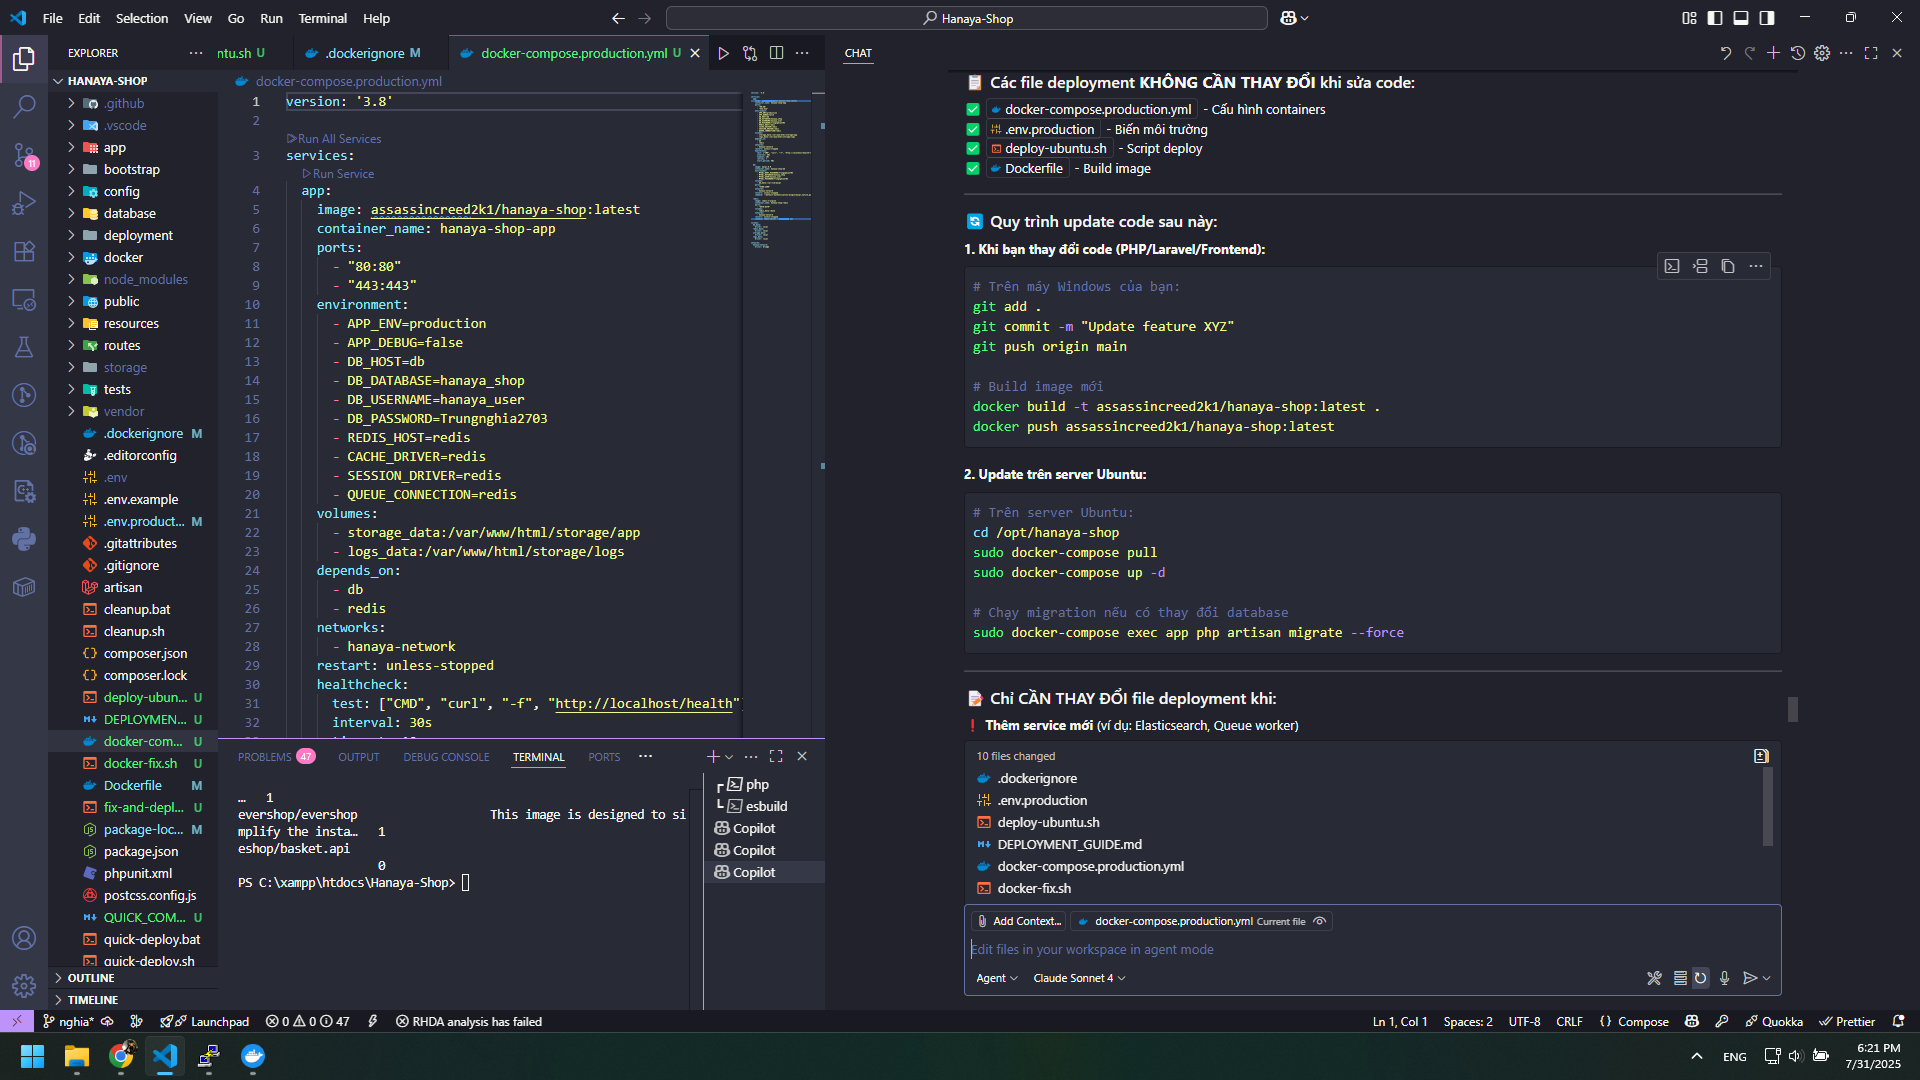 File Edit Selection View Go Run Terminal Help
Hanaya-Shop
EXPLORER
HANAYA-SHOP
.github
.vscode
app
bootstrap
config
database
deployment
docker
node_modules
public
resources
routes
storage
tests
vendor
.dockerignore M
.editorconfig
.env
.env.example
.env.product... M
.gitattributes
.gitignore
artisan
cleanup.bat
cleanup.sh
composer.json
composer.lock
deploy-ubun... U
DEPLOYMEN... U
docker-com... U
docker-fix.sh U
Dockerfile M
fix-and-depl... U
package-loc... M
package.json
phpunit.xml
postcss.config.js
QUICK_COM... U
quick-deploy.bat
quick-deploy.sh
OUTLINE
TIMELINE
11
ntu.sh U
.dockerignore M
docker-compose.production.yml U
docker-compose.production.yml
1 version: '3.8'
2
Run All Services
3 services:
Run Service
4 app:
5 image: assassincreed2k1/hanaya-shop:latest
6 container_name: hanaya-shop-app
7 ports:
8 - "80:80"
9 - "443:443"
10 environment:
11 - APP_ENV=production
12 - APP_DEBUG=false
13 - DB_HOST=db
14 - DB_DATABASE=hanaya_shop
15 - DB_USERNAME=hanaya_user
16 - DB_PASSWORD=Trungnghia2703
17 - REDIS_HOST=redis
18 - CACHE_DRIVER=redis
19 - SESSION_DRIVER=redis
20 - QUEUE_CONNECTION=redis
21 volumes:
22 - storage_data:/var/www/html/storage/app
23 - logs_data:/var/www/html/storage/logs
24 depends_on:
25 - db
26 - redis
27 networks:
28 - hanaya-network
29 restart: unless-stopped
30 healthcheck:
31 test: ["CMD", "curl", "-f", "http://localhost/health"
32 interval: 30s
PROBLEMS 47 OUTPUT DEBUG CONSOLE TERMINAL PORTS
… 1
evershop/evershop This image is designed to si
mplify the insta… 1
eshop/basket.api
0
PS C:\xampp\htdocs\Hanaya-Shop>
php
esbuild
Copilot
Copilot
Copilot
CHAT
📋 Các file deployment KHÔNG CẦN THAY ĐỔI khi sửa code:
✅ docker-compose.production.yml - Cấu hình containers
✅ .env.production - Biến môi trường
✅ deploy-ubuntu.sh - Script deploy
✅ Dockerfile - Build image
🔄 Quy trình update code sau này:
1. Khi bạn thay đổi code (PHP/Laravel/Frontend):
# Trên máy Windows của bạn:
git add .
git commit -m "Update feature XYZ"
git push origin main
# Build image mới
docker build -t assassincreed2k1/hanaya-shop:latest .
docker push assassincreed2k1/hanaya-shop:latest
2. Update trên server Ubuntu:
# Trên server Ubuntu:
cd /opt/hanaya-shop
sudo docker-compose pull
sudo docker-compose up -d
# Chạy migration nếu có thay đổi database
sudo docker-compose exec app php artisan migrate --force
📝 Chỉ CẦN THAY ĐỔI file deployment khi:
❗ Thêm service mới (ví dụ: Elasticsearch, Queue worker)
10 files changed
.dockerignore
.env.production
deploy-ubuntu.sh
DEPLOYMENT_GUIDE.md
docker-compose.production.yml
docker-fix.sh
Add Context...
docker-compose.production.yml Current file
Edit files in your workspace in agent mode
Agent
Claude Sonnet 4
nghia*
Launchpad
0 0 47
RHDA analysis has failed
Ln 1, Col 1
Spaces: 2
UTF-8
CRLF
Compose
Quokka
Prettier
ENG
6:21 PM
7/31/2025